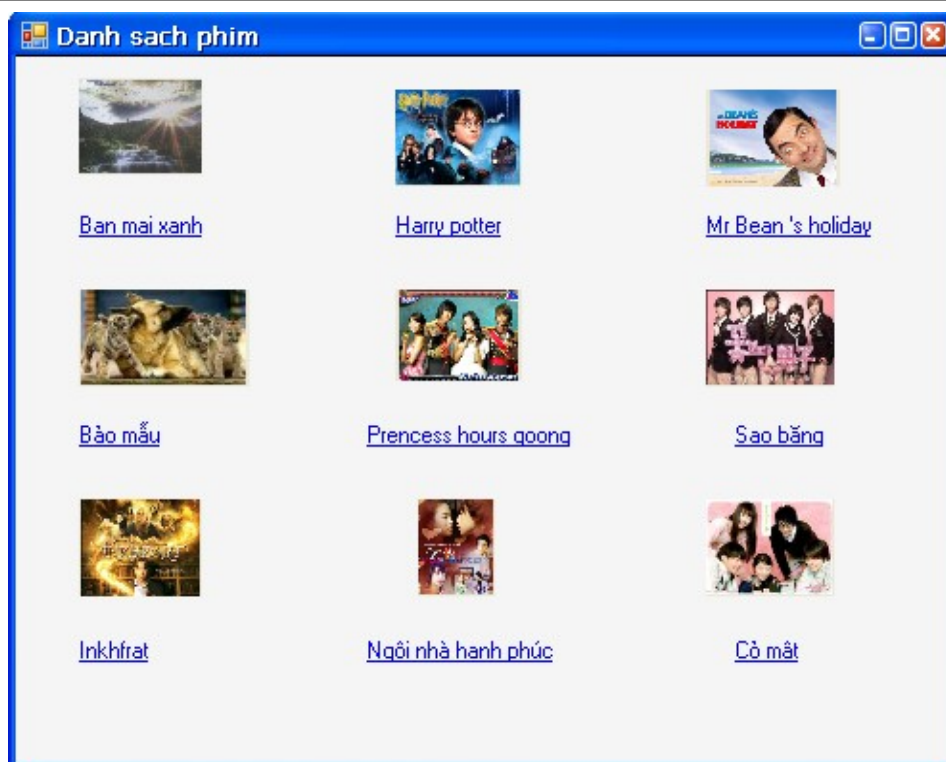 Danh sach phim
Ban mai xanh
Harry potter
Mr Bean 's holiday
Bảo mẫu
Prencess hours goong
Sao băng
Inkhfrat
Ngôi nhà hanh phúc
Cỏ mât